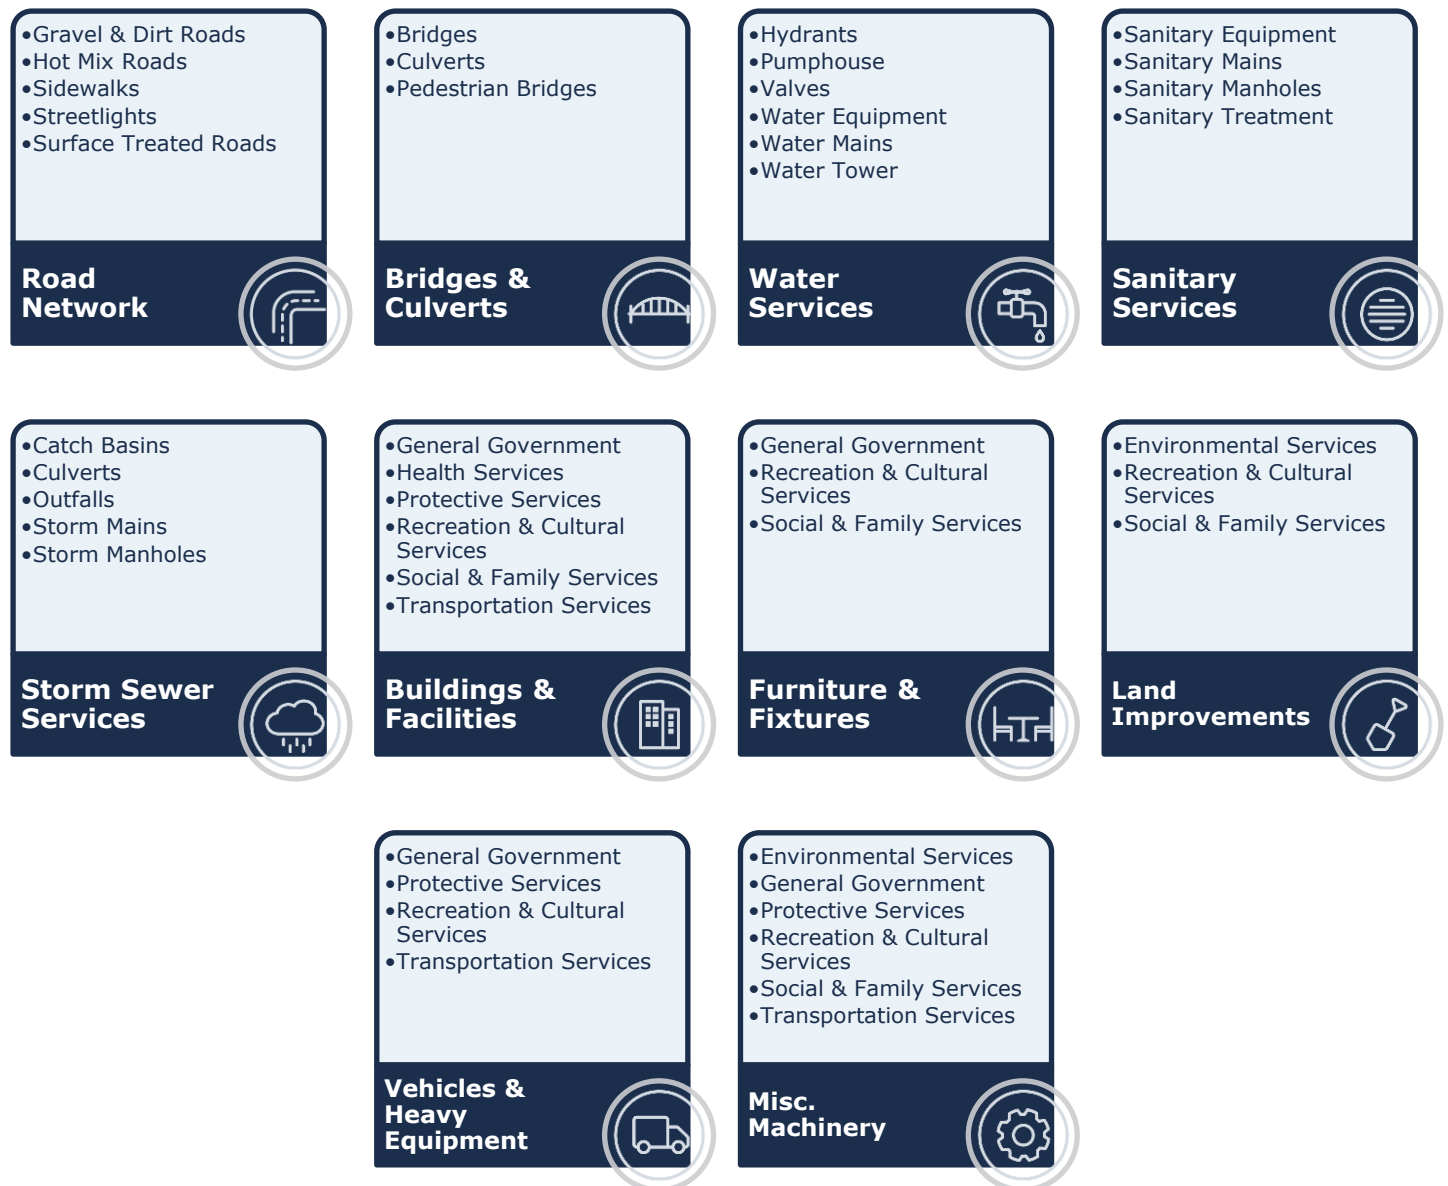 •Gravel & Dirt Roads
•Hot Mix Roads
•Sidewalks
•Streetlights
•Surface Treated Roads
Road
Network
•Bridges
•Culverts
•Pedestrian Bridges
Bridges &
Culverts
•Hydrants
•Pumphouse
•Valves
•Water Equipment
•Water Mains
•Water Tower
Water
Services
•Sanitary Equipment
•Sanitary Mains
•Sanitary Manholes
•Sanitary Treatment
Sanitary
Services
•Catch Basins
•Culverts
•Outfalls
•Storm Mains
•Storm Manholes
Storm Sewer
Services
•General Government
•Health Services
•Protective Services
•Recreation & Cultural
Services
•Social & Family Services
•Transportation Services
Buildings &
Facilities
•General Government
•Recreation & Cultural
Services
•Social & Family Services
Furniture &
Fixtures
•Environmental Services
•Recreation & Cultural
Services
•Social & Family Services
Land
Improvements
•General Government
•Protective Services
•Recreation & Cultural
Services
•Transportation Services
Vehicles &
Heavy
Equipment
•Environmental Services
•General Government
•Protective Services
•Recreation & Cultural
Services
•Social & Family Services
•Transportation Services
Misc.
Machinery